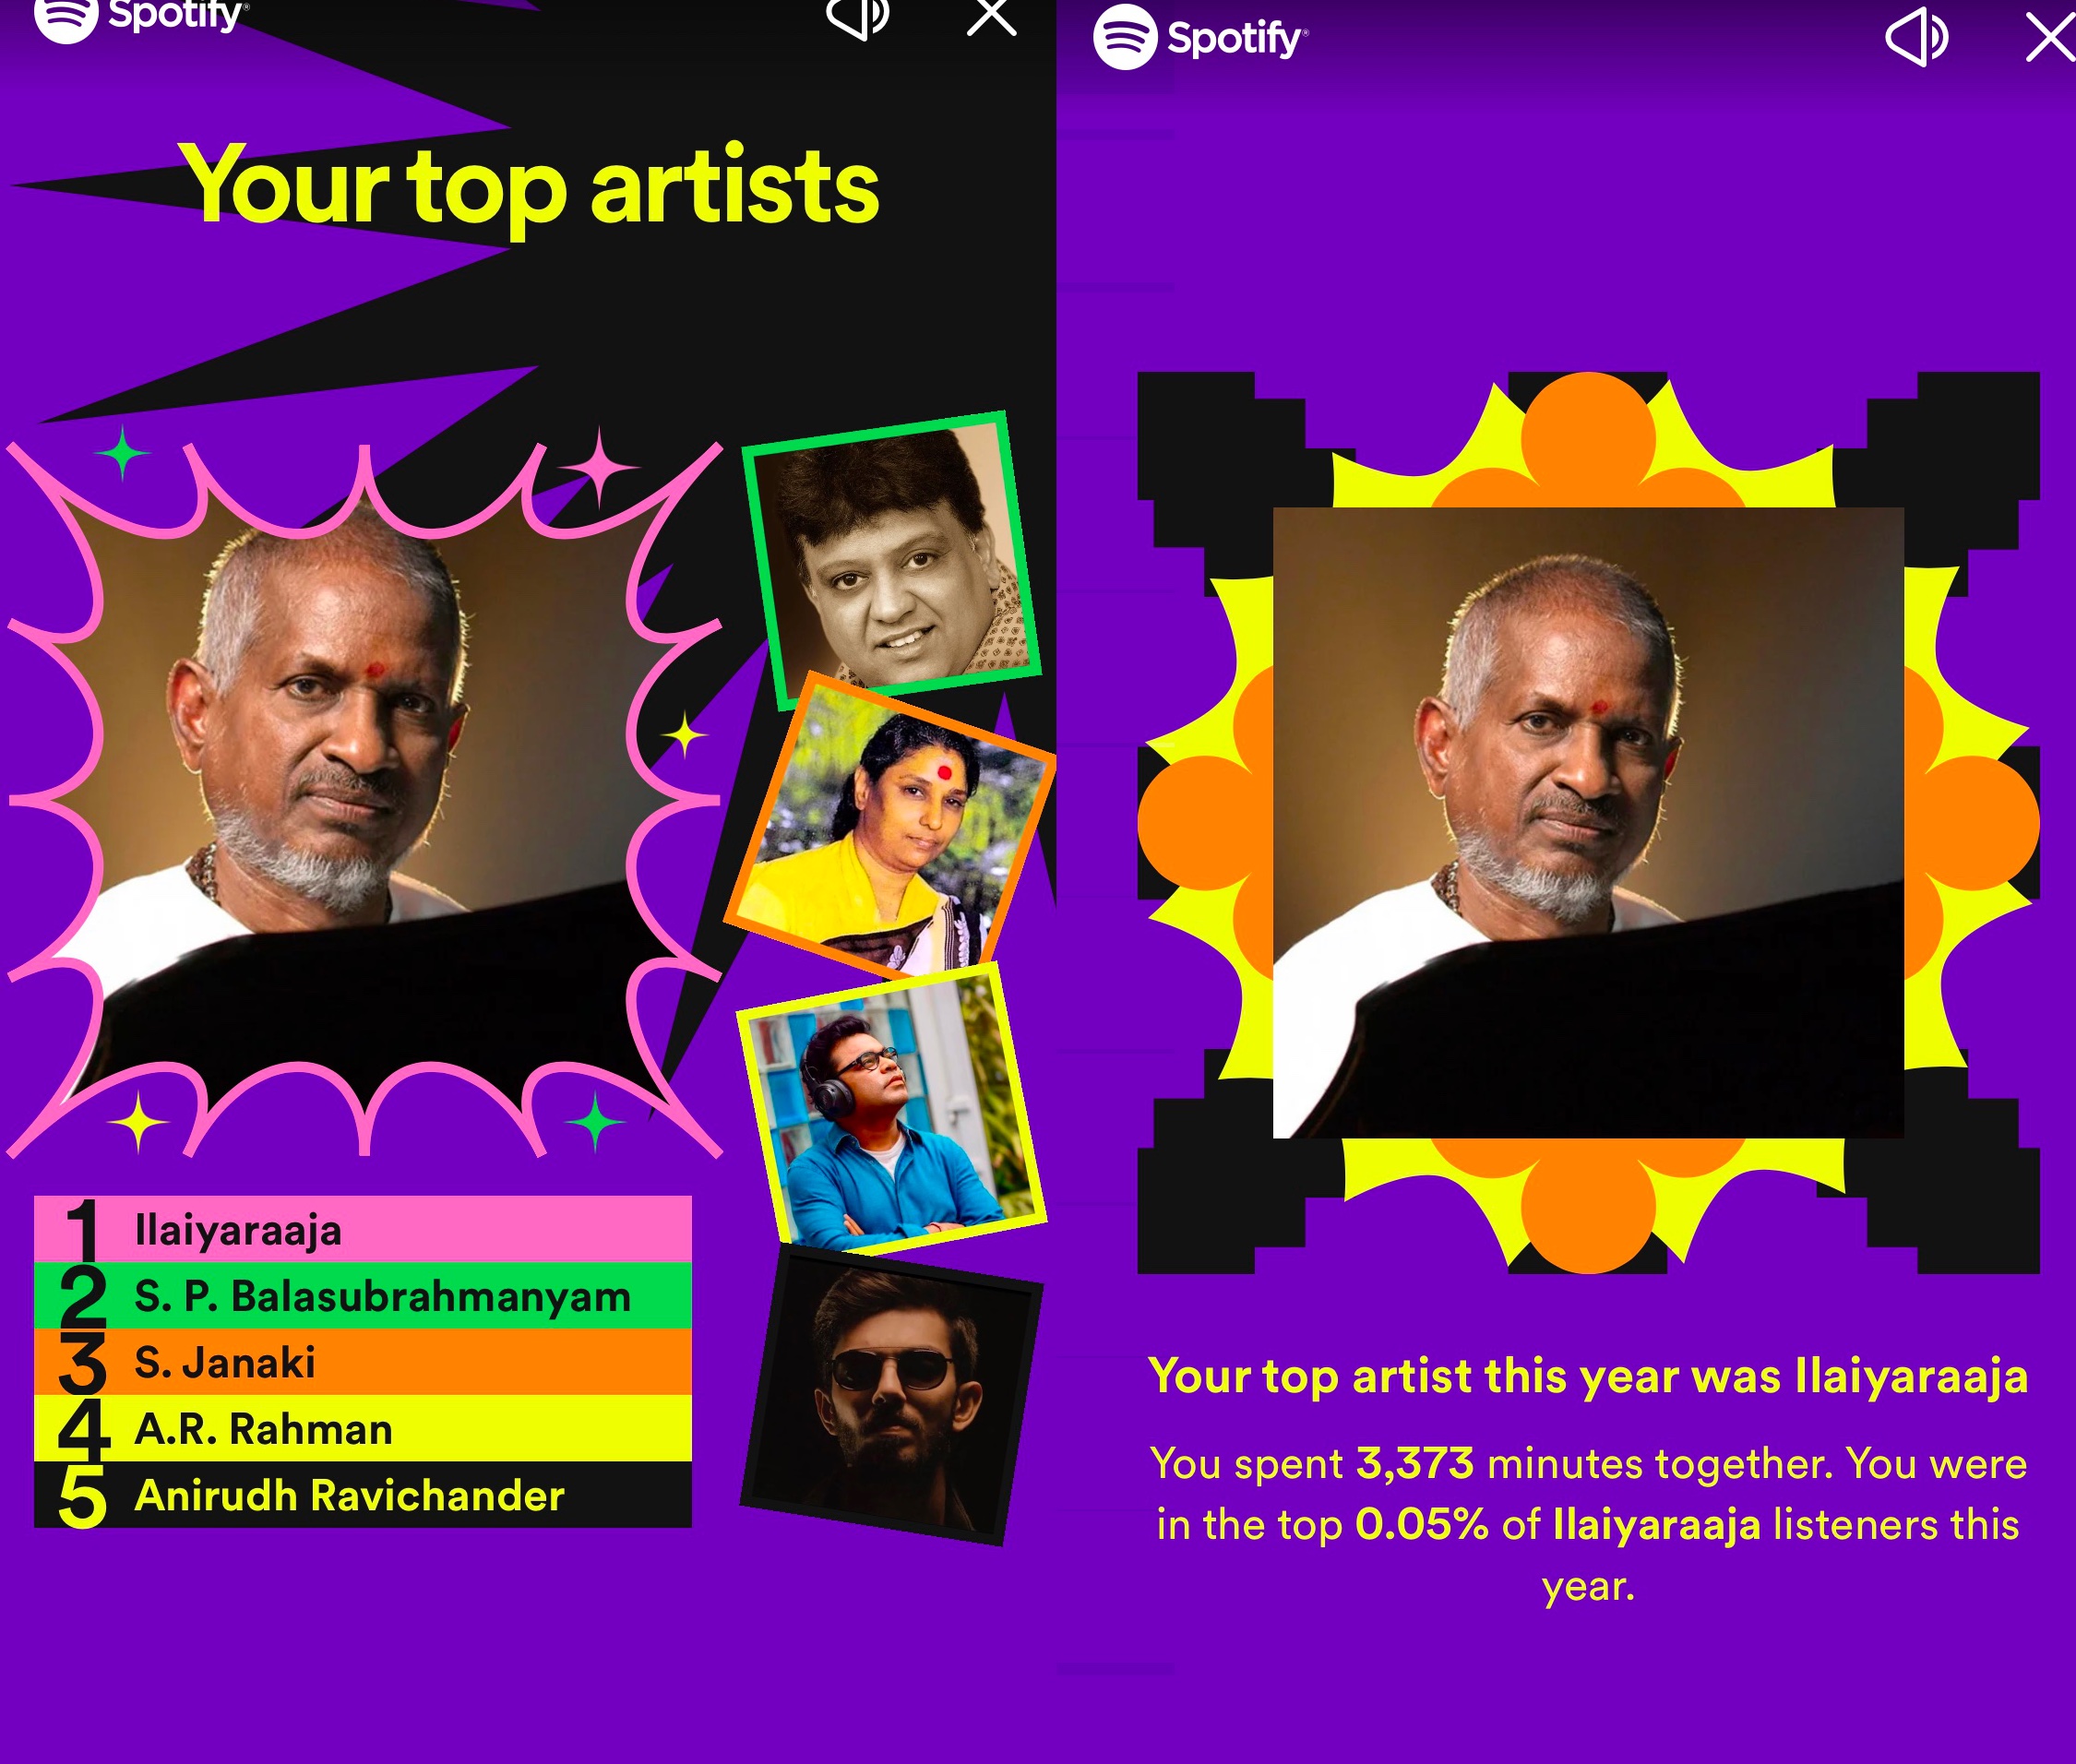 Spotify®
Your top artists
1 Ilaiyaraaja
2 S. P. Balasubrahmanyam
3 S. Janaki
4 A.R. Rahman
5 Anirudh Ravichander
Spotify®
Your top artist this year was Ilaiyaraaja
You spent 3,373 minutes together. You were
in the top 0.05% of Ilaiyaraaja listeners this
year.